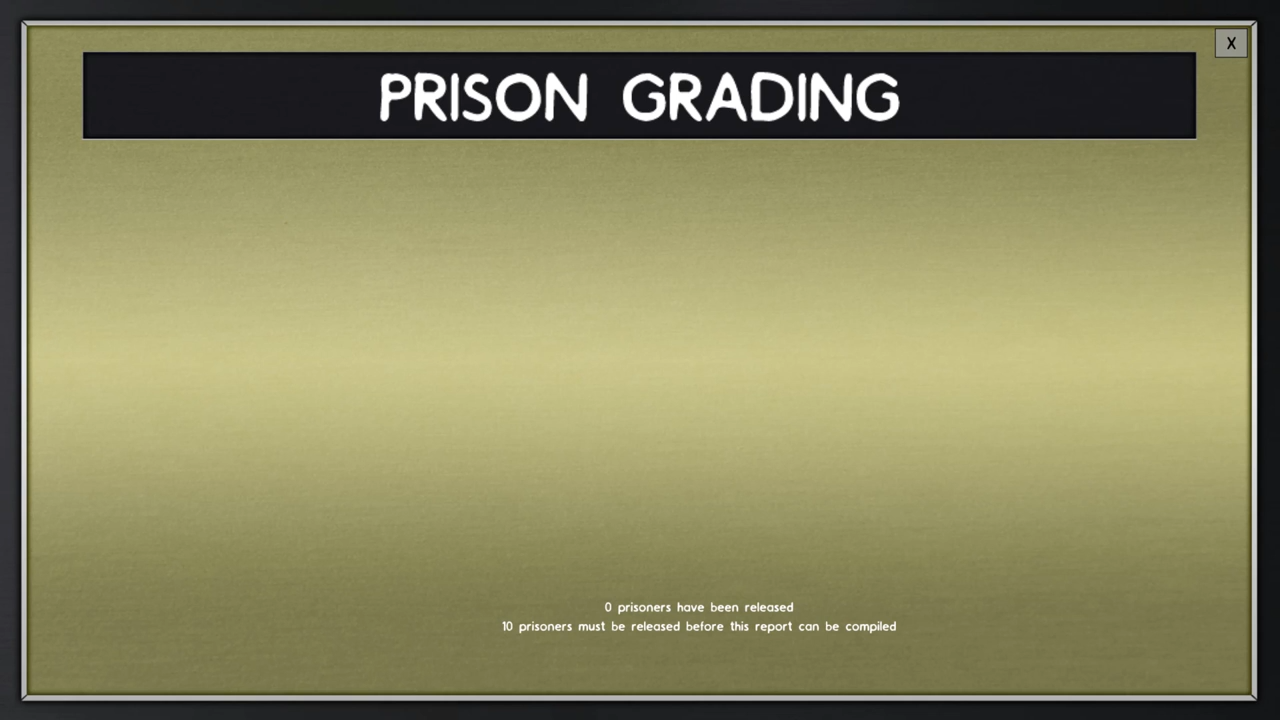 X
PRISON GRADING
0 prisoners have been released
10 prisoners must be released before this report can be compiled